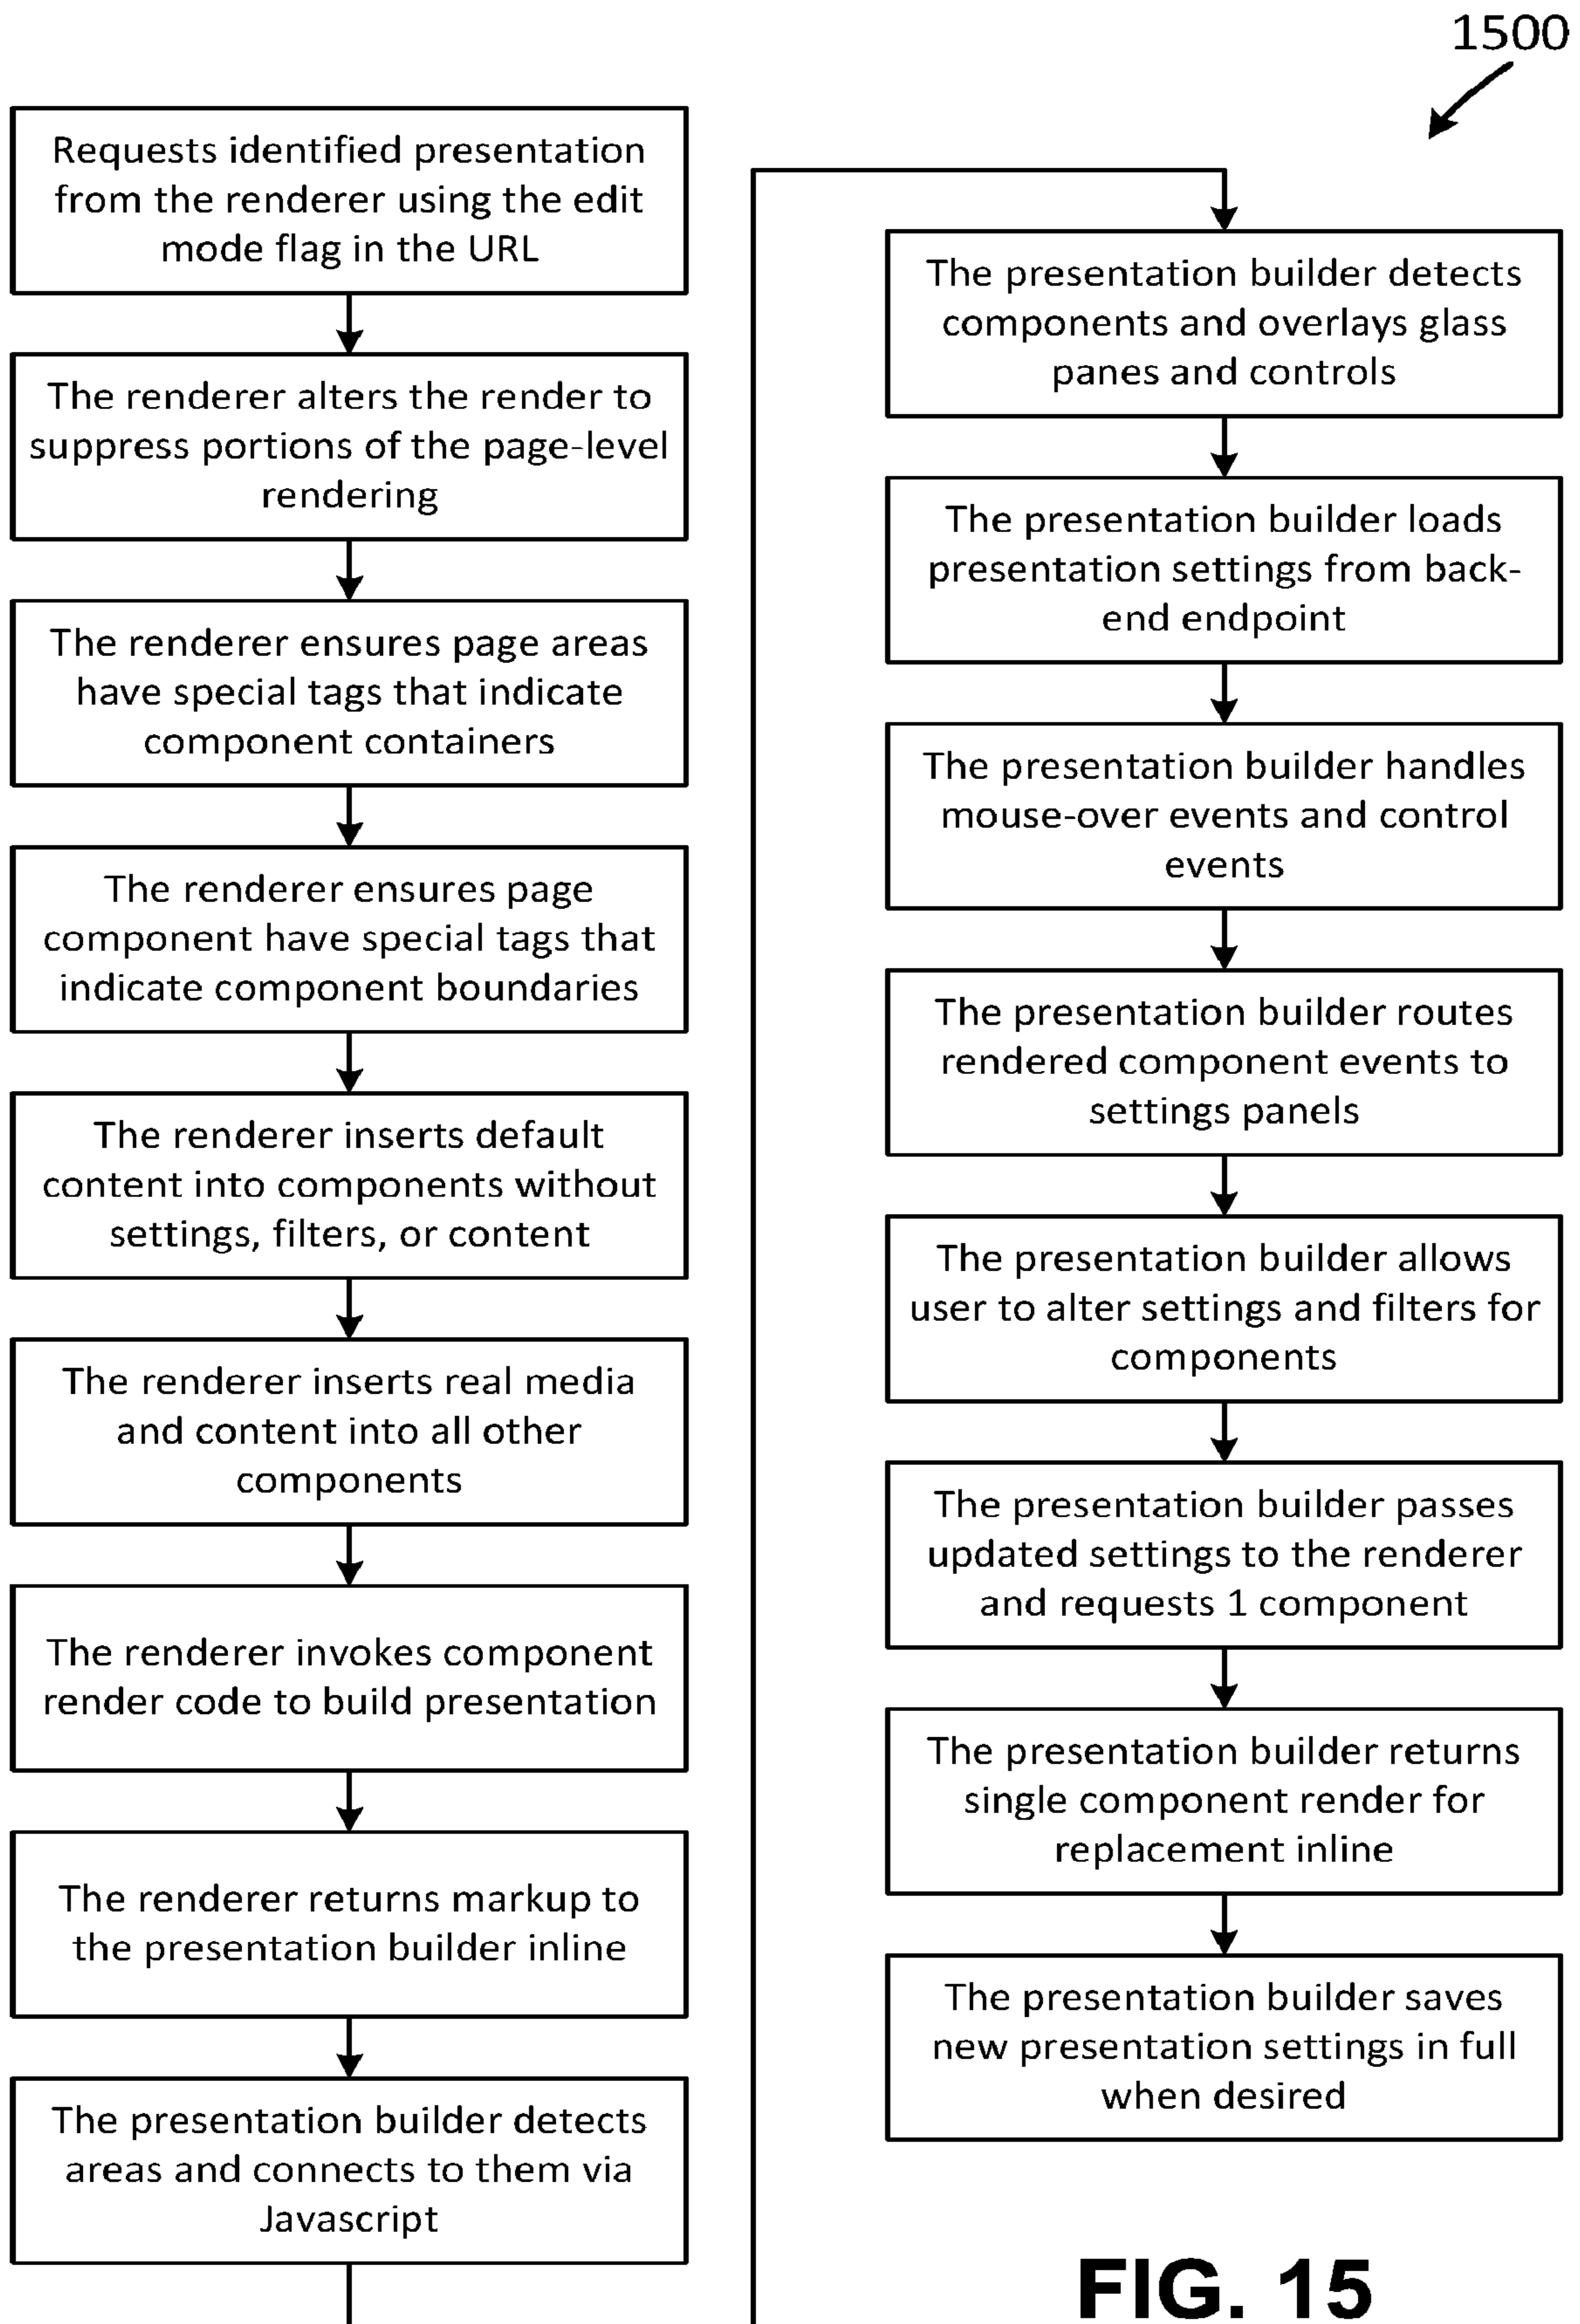 1500
Requests identified presentation
from the renderer using the edit
mode flag in the URL
The renderer alters the render to
suppress portions of the page-level
rendering
The renderer ensures page areas
have special tags that indicate
component containers
The renderer ensures page
component have special tags that
indicate component boundaries
The renderer inserts default
content into components without
settings, filters, or content
The renderer inserts real media
and content into all other
components
The renderer invokes component
render code to build presentation
The renderer returns markup to
the presentation builder inline
The presentation builder detects
areas and connects to them via
Javascript
The presentation builder detects
components and overlays glass
panes and controls
The presentation builder loads
presentation settings from back-
end endpoint
The presentation builder handles
mouse-over events and control
events
The presentation builder routes
rendered component events to
settings panels
The presentation builder allows
user to alter settings and filters for
components
The presentation builder passes
updated settings to the renderer
and requests 1 component
The presentation builder returns
single component render for
replacement inline
The presentation builder saves
new presentation settings in full
when desired
FIG. 15